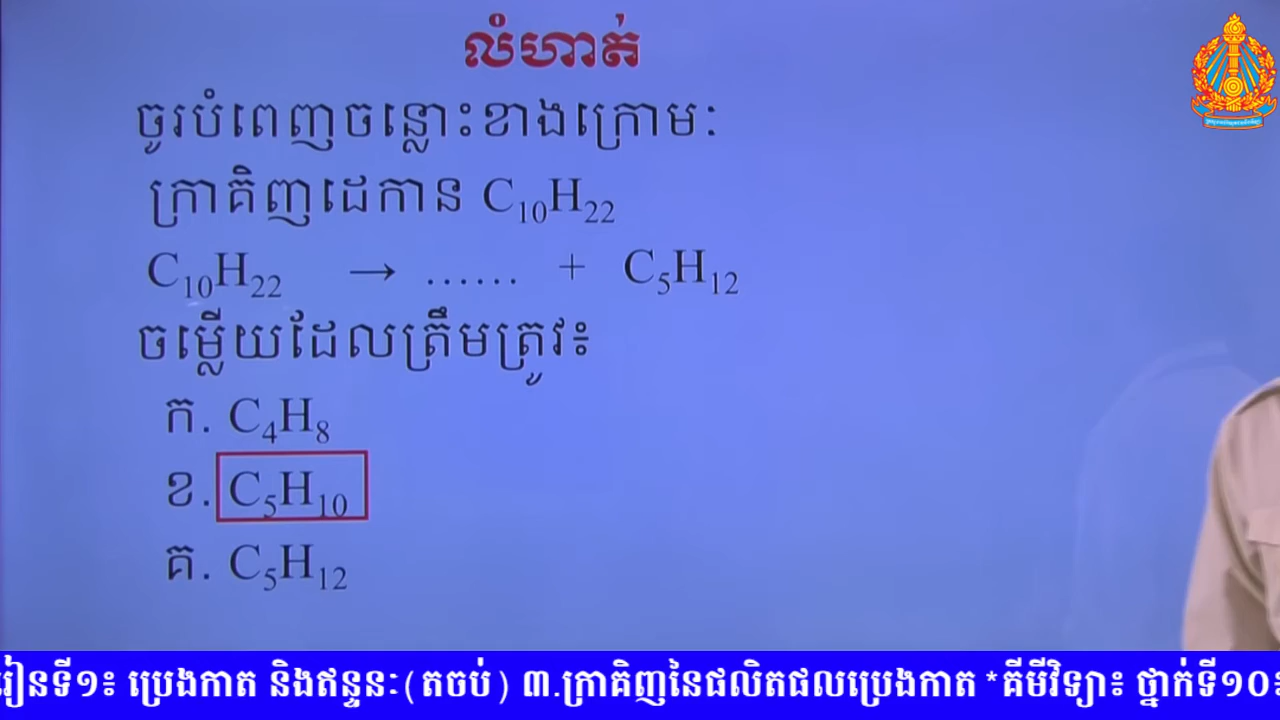 លំហាត់
ចូរបំពេញចន្លោះខាងក្រោមៈ
ក្រាគិញដេកាន C₁₀H₂₂
C₁₀H₂₂ → ...... + C₅H₁₂
ចម្លើយដែលត្រឹមត្រូវ៖
ក. C₄H₈
ខ. C₅H₁₀
គ. C₅H₁₂
រៀនទី១៖ ប្រេងកាត និងឥន្ធនៈ(តចប់) ៣.ក្រាគិញនៃផលិតផលប្រេងកាត *គីមីវិទ្យា៖ ថ្នាក់ទី១០៖